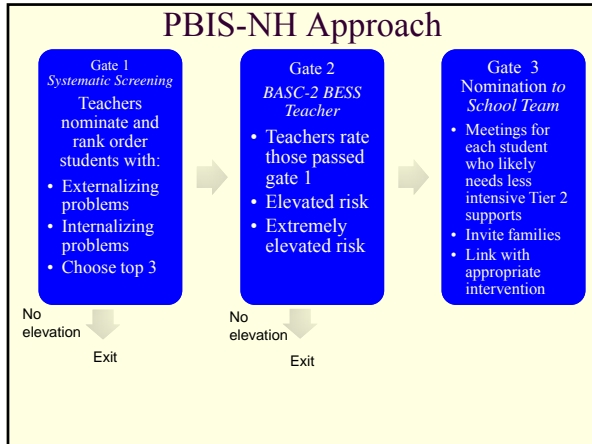 PBIS-NH Approach
Gate 1
Systematic Screening
Teachers
nominate and
rank order
students with:
• Externalizing
problems
• Internalizing
problems
• Choose top 3
No
elevation
Exit
Gate 2
BASC-2 BESS
Teacher
• Teachers rate
those passed
gate 1
• Elevated risk
• Extremely
elevated risk
No
elevation
Exit
Gate 3
Nomination to
School Team
• Meetings for
each student
who likely
needs less
intensive Tier 2
supports
• Invite families
• Link with
appropriate
intervention